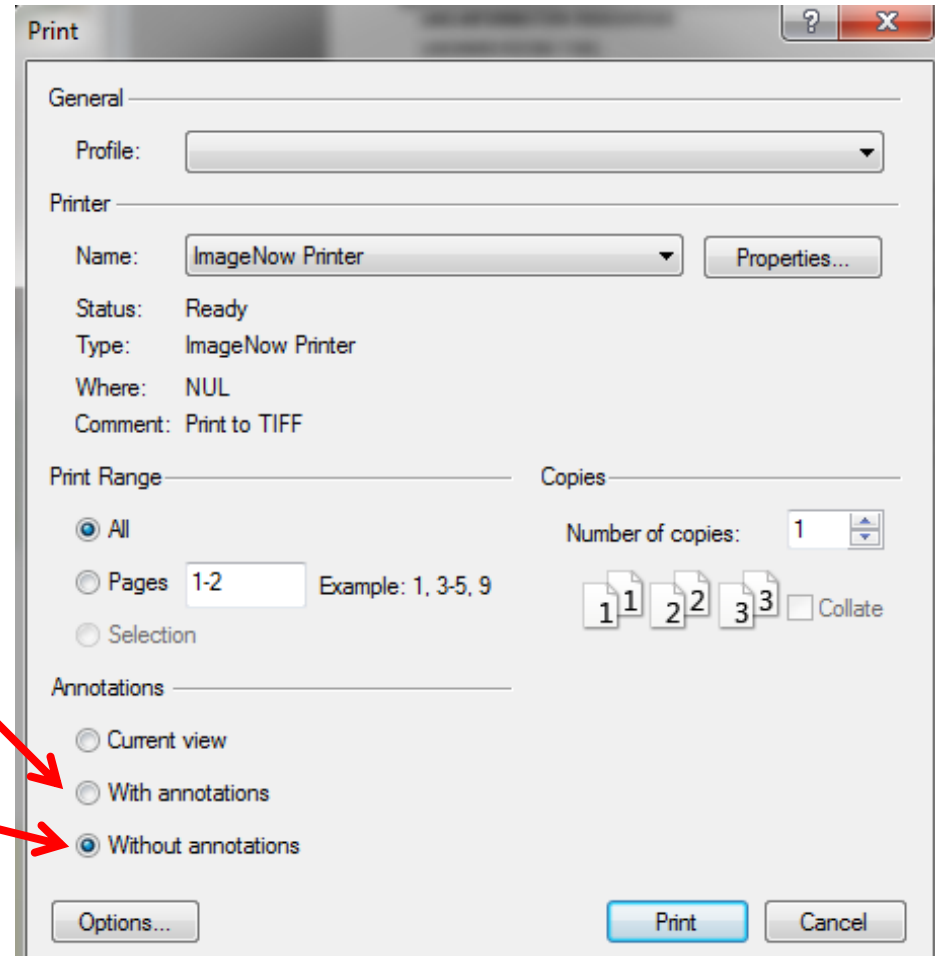 Print
General
Profile:
Printer
Name: ImageNow Printer Properties...
Status: Ready
Type: ImageNow Printer
Where: NUL
Comment: Print to TIFF
Print Range
All
Pages 1-2 Example: 1, 3-5, 9
Selection
Copies
Number of copies: 1
1 1 2 2 3 3 Collate
Annotations
Current view
With annotations
Without annotations
Options... Print Cancel